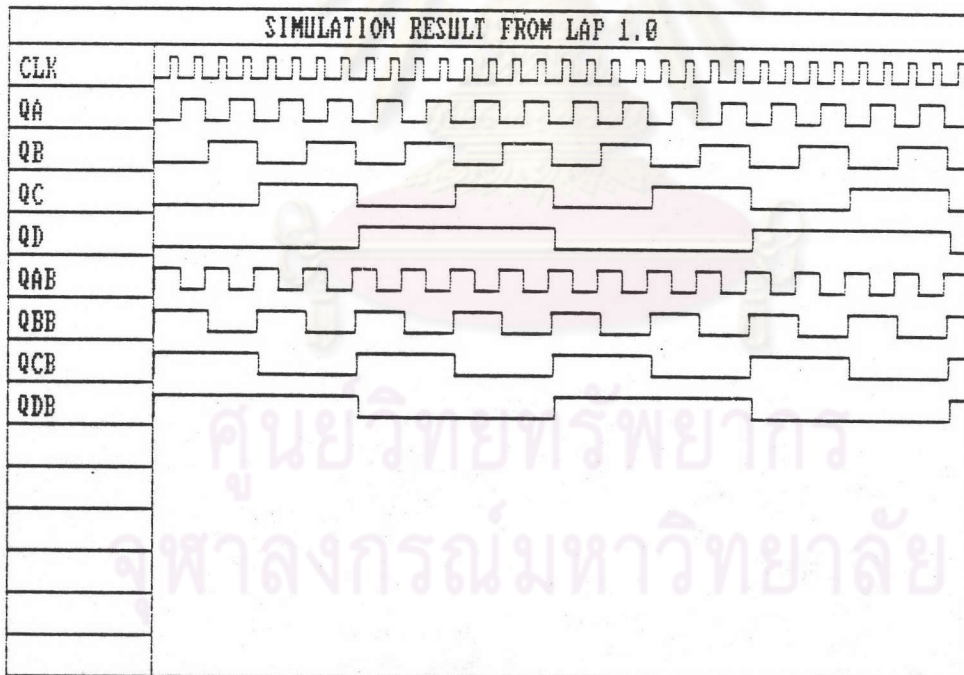 SIMULATION RESULT FROM LAP 1.0
CLK
QA
QB
QC
QD
QAB
QBB
QCB
QDB
ศูนย์วิทยทรัพยากร
จุฬาลงกรณ์มหาวิทยาลัย